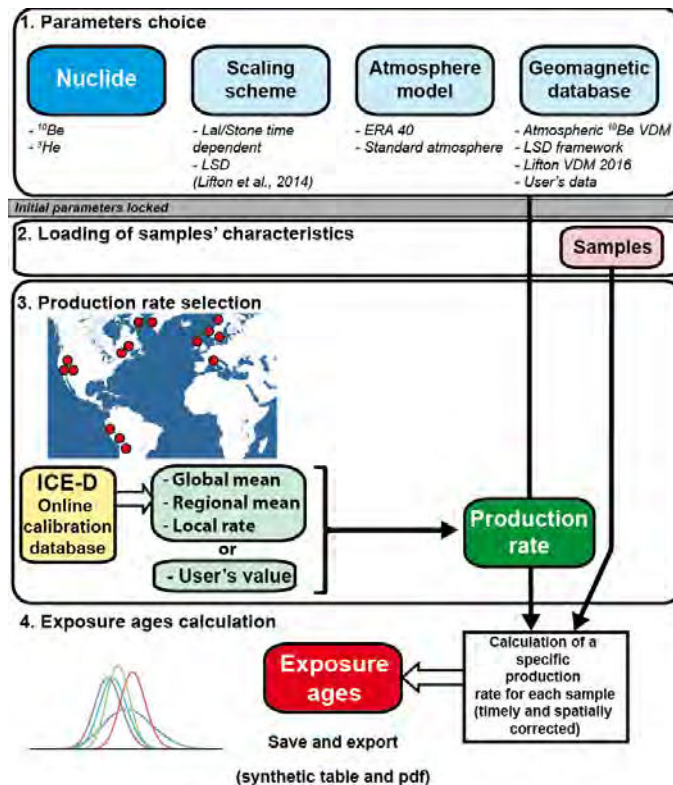 1. Parameters choice
Nuclide
- ¹⁰Be
- ³He
Scaling
scheme
- Lal/Stone time
dependent
- LSD
(Lifton et al., 2014)
Atmosphere
model
- ERA 40
- Standard atmosphere
Geomagnetic
database
- Atmospheric ¹⁰Be VDM
- LSD framework
- Lifton VDM 2016
- User's data
Initial parameters locked
2. Loading of samples' characteristics
Samples
3. Production rate selection
ICE-D
Online
calibration
database
- Global mean
- Regional mean
- Local rate
or
- User's value
Production
rate
4. Exposure ages calculation
Exposure
ages
Calculation of a
specific
production
rate for each sample
(timely and spatially
corrected)
Save and export
(synthetic table and pdf)